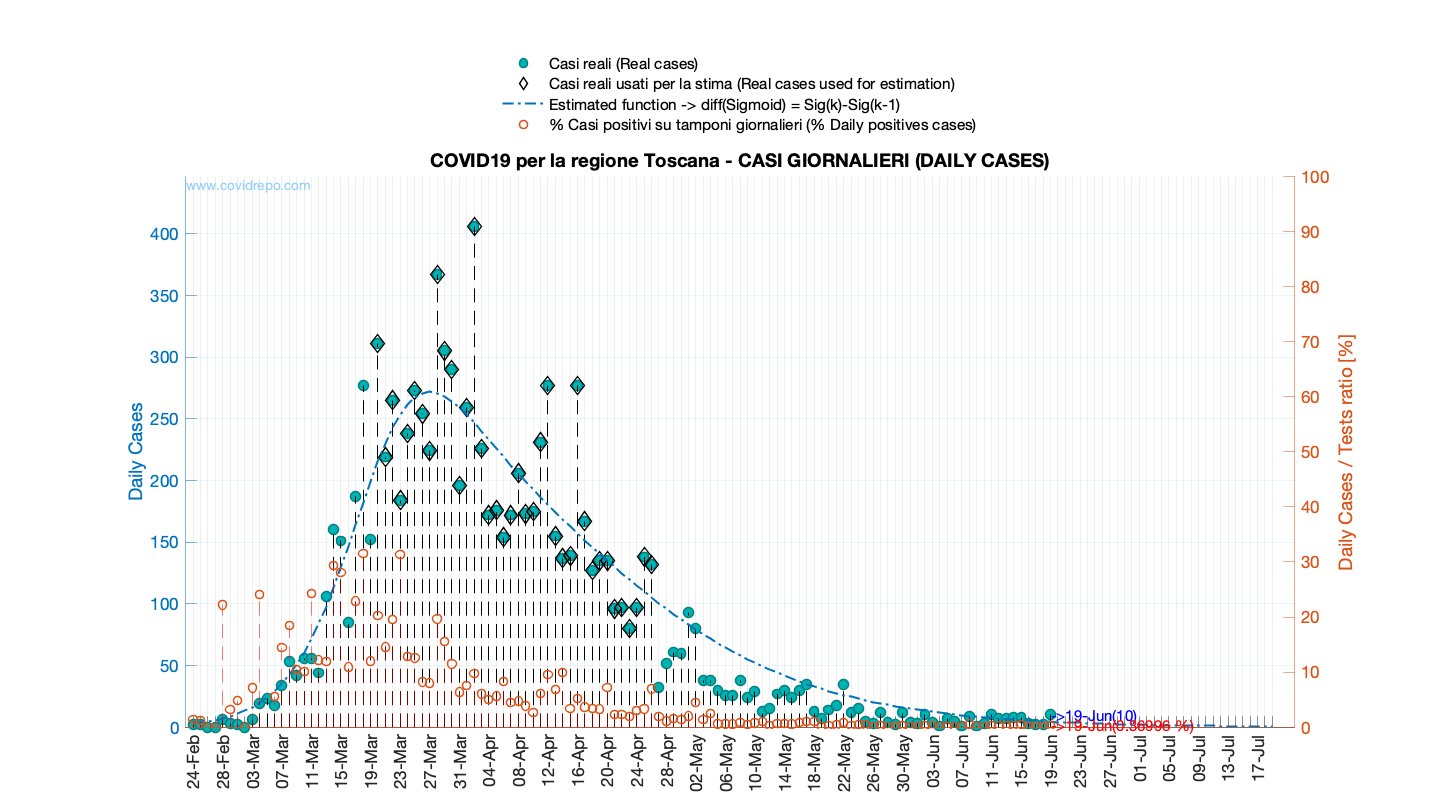 Casi reali (Real cases)
Casi reali usati per la stima (Real cases used for estimation)
Estimated function -> diff(Sigmoid) = Sig(k)-Sig(k-1)
% Casi positivi su tamponi giornalieri (% Daily positives cases)
COVID19 per la regione Toscana - CASI GIORNALIERI (DAILY CASES)
www.covidrepo.com
Daily Cases
400
350
300
250
200
150
100
50
0
100
90
80
70
60
50
40
30
20
10
0
Daily Cases / Tests ratio [%]
->19-Jun(10)
->19-Jun(0.36996 %)
24-Feb
28-Feb
03-Mar
07-Mar
11-Mar
15-Mar
19-Mar
23-Mar
27-Mar
31-Mar
04-Apr
08-Apr
12-Apr
16-Apr
20-Apr
24-Apr
28-Apr
02-May
06-May
10-May
14-May
18-May
22-May
26-May
30-May
03-Jun
07-Jun
11-Jun
15-Jun
19-Jun
23-Jun
27-Jun
01-Jul
05-Jul
09-Jul
13-Jul
17-Jul